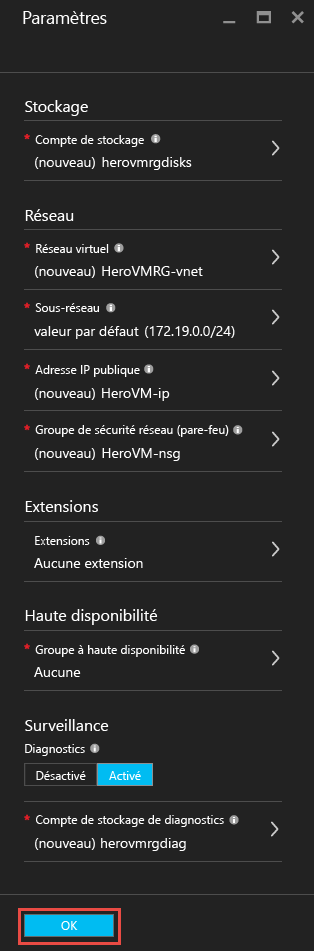 Paramètres
Stockage
* Compte de stockage
(nouveau) herovmrgdisks
Réseau
* Réseau virtuel
(nouveau) HeroVMRG-vnet
* Sous-réseau
valeur par défaut (172.19.0.0/24)
* Adresse IP publique
(nouveau) HeroVM-ip
* Groupe de sécurité réseau (pare-feu)
(nouveau) HeroVM-nsg
Extensions
Extensions
Aucune extension
Haute disponibilité
* Groupe à haute disponibilité
Aucune
Surveillance
Diagnostics
Désactivé Activé
* Compte de stockage de diagnostics
(nouveau) herovmrgdiag
OK